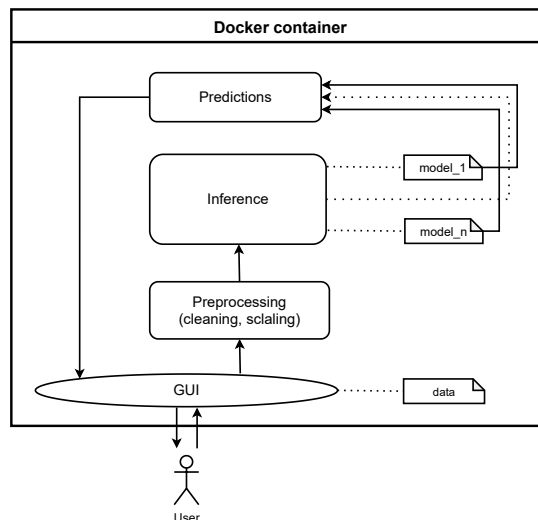 Docker container
Predictions
model_1
Inference
model_n
Preprocessing
(cleaning, sclaling)
GUI
data
User